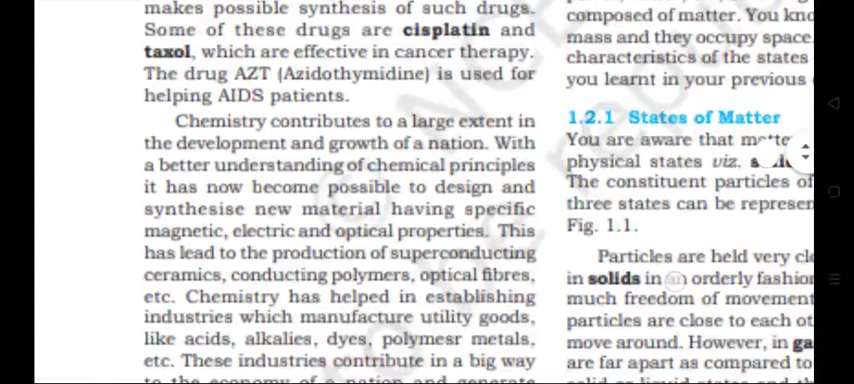 makes possible synthesis of such drugs.
Some of these drugs are cisplatin and
taxol, which are effective in cancer therapy.
The drug AZT (Azidothymidine) is used for
helping AIDS patients.
Chemistry contributes to a large extent in
the development and growth of a nation. With
a better understanding of chemical principles
it has now become possible to design and
synthesise new material having specific
magnetic, electric and optical properties. This
has lead to the production of superconducting
ceramics, conducting polymers, optical fibres,
etc. Chemistry has helped in establishing
industries which manufacture utility goods,
like acids, alkalies, dyes, polymesr metals,
etc. These industries contribute in a big way
to the economy of a nation and generate
composed of matter. You kno
mass and they occupy space.
characteristics of the states
you learnt in your previous
1.2.1 States of Matter
You are aware that
physical states viz.
The constituent particles of
three states can be represen
Fig. 1.1.
Particles are held very clo
in solids in orderly fashion
much freedom of movement
particles are close to each ot
move around. However, in ga
are far apart as compared to